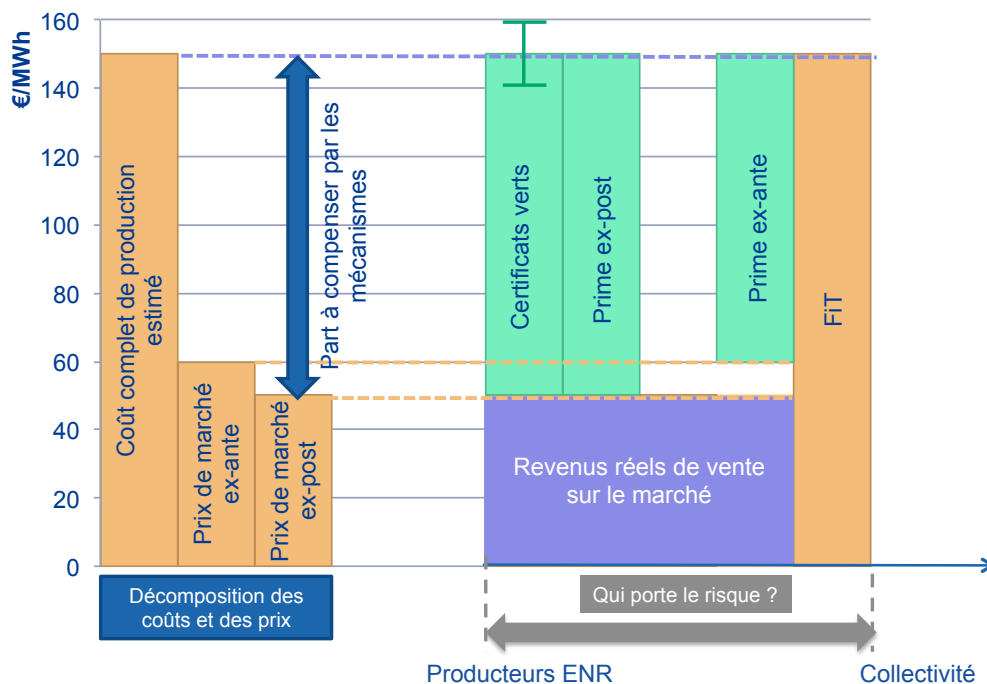 €/MWh
160
140
120
100
80
60
40
20
0
Coût complet de production
estimé
Prix de marché
ex-ante
Prix de marché
ex-post
Part à compenser par les
mécanismes
Certificats verts
Prime ex-post
Prime ex-ante
FiT
Revenus réels de vente
sur le marché
Décomposition des
coûts et des prix
Qui porte le risque ?
Producteurs ENR
Collectivité